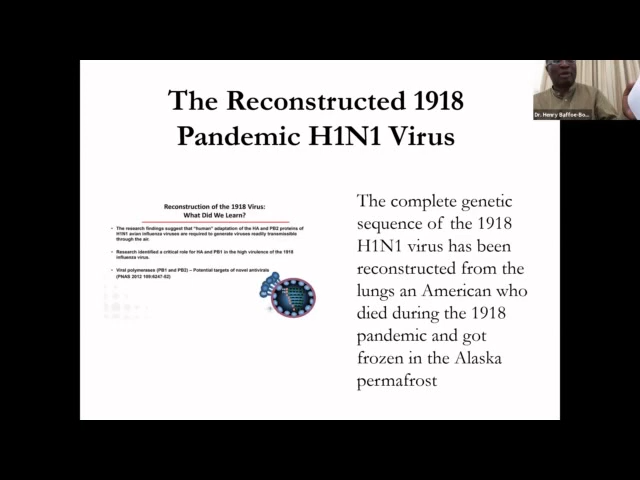 The Reconstructed 1918
Pandemic H1N1 Virus
Dr. Henry Baffoe-Bo...
Reconstruction of the 1918 Virus:
What Did We Learn?
• The research findings suggest that "human" adaptation of the HA and PB2 proteins of
H1N1 avian influenza viruses are required to generate viruses readily transmissible
through the air.
• Research identified a critical role for HA and PB1 in the high virulence of the 1918
influenza virus.
• Viral polymerase (PB1 and PB2) – Potential targets of novel antivirals
(PNAS 2012 109:6247-52)
The complete genetic
sequence of the 1918
H1N1 virus has been
reconstructed from the
lungs an American who
died during the 1918
pandemic and got
frozen in the Alaska
permafrost